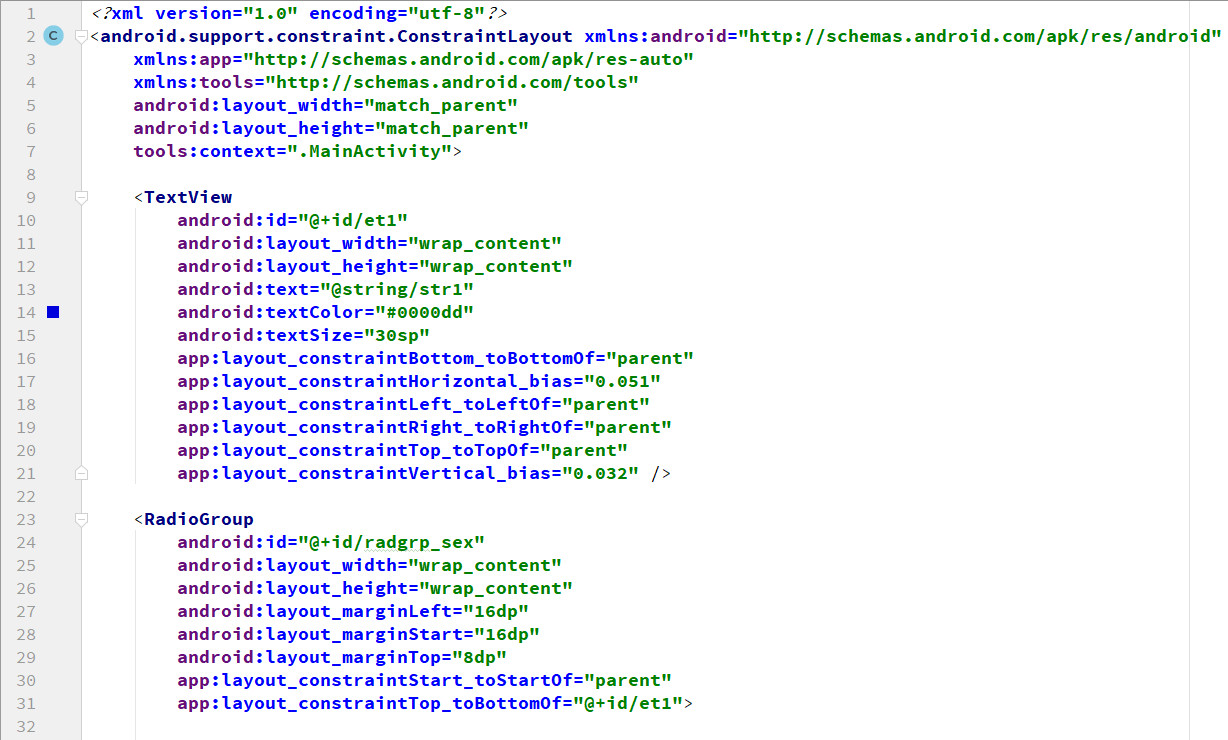 1 <?xml version="1.0" encoding="utf-8"?>
2 C <android.support.constraint.ConstraintLayout xmlns:android="http://schemas.android.com/apk/res/android"
3 xmlns:app="http://schemas.android.com/apk/res-auto"
4 xmlns:tools="http://schemas.android.com/tools"
5 android:layout_width="match_parent"
6 android:layout_height="match_parent"
7 tools:context=".MainActivity">
8
9 <TextView
10 android:id="@+id/et1"
11 android:layout_width="wrap_content"
12 android:layout_height="wrap_content"
13 android:text="@string/str1"
14 android:textColor="#0000dd"
15 android:textSize="30sp"
16 app:layout_constraintBottom_toBottomOf="parent"
17 app:layout_constraintHorizontal_bias="0.051"
18 app:layout_constraintLeft_toLeftOf="parent"
19 app:layout_constraintRight_toRightOf="parent"
20 app:layout_constraintTop_toTopOf="parent"
21 app:layout_constraintVertical_bias="0.032" />
22
23 <RadioGroup
24 android:id="@+id/radgrp_sex"
25 android:layout_width="wrap_content"
26 android:layout_height="wrap_content"
27 android:layout_marginLeft="16dp"
28 android:layout_marginStart="16dp"
29 android:layout_marginTop="8dp"
30 app:layout_constraintStart_toStartOf="parent"
31 app:layout_constraintTop_toBottomOf="@+id/et1">
32